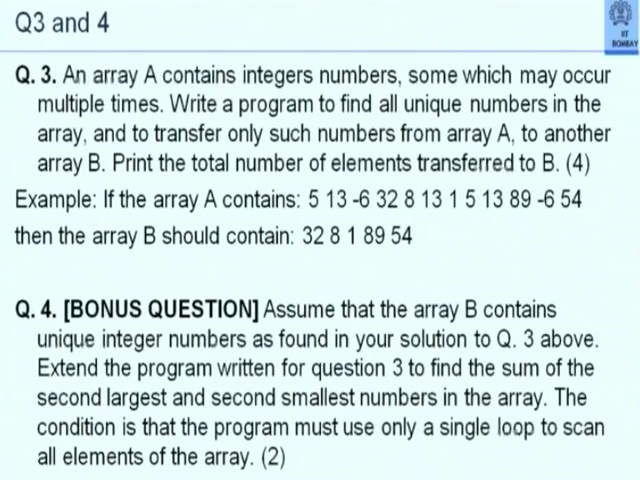 Q3 and 4
IIT
BOMBAY
Q. 3. An array A contains integers numbers, some which may occur
multiple times. Write a program to find all unique numbers in the
array, and to transfer only such numbers from array A, to another
array B. Print the total number of elements transferred to B. (4)
Example: If the array A contains: 5 13 -6 32 8 13 1 5 13 89 -6 54
then the array B should contain: 32 8 1 89 54
Q. 4. [BONUS QUESTION] Assume that the array B contains
unique integer numbers as found in your solution to Q. 3 above.
Extend the program written for question 3 to find the sum of the
second largest and second smallest numbers in the array. The
condition is that the program must use only a single loop to scan
all elements of the array. (2)